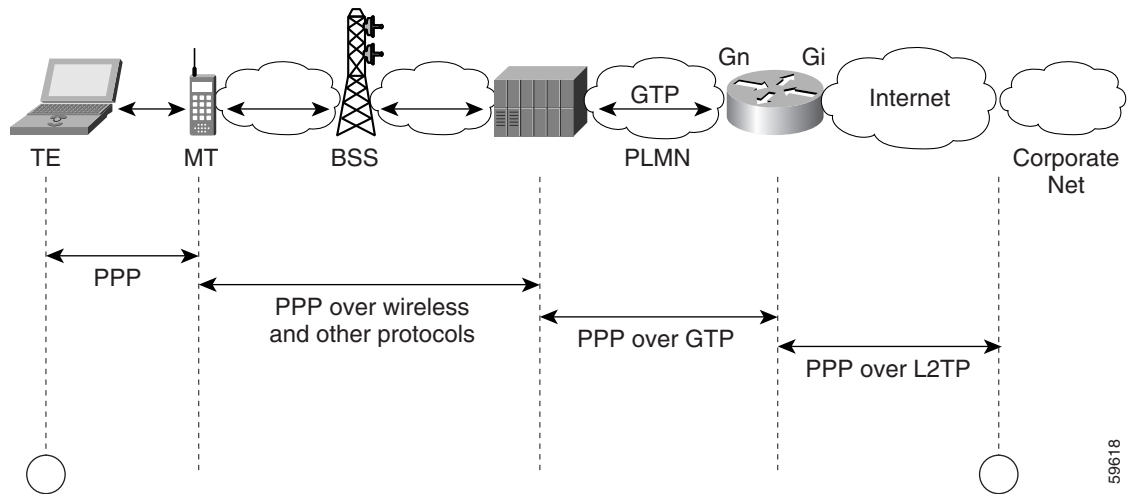 Gn
Gi
GTP
Internet
TE
MT
BSS
PLMN
Corporate
Net
PPP
PPP over wireless
and other protocols
PPP over GTP
PPP over L2TP
59618